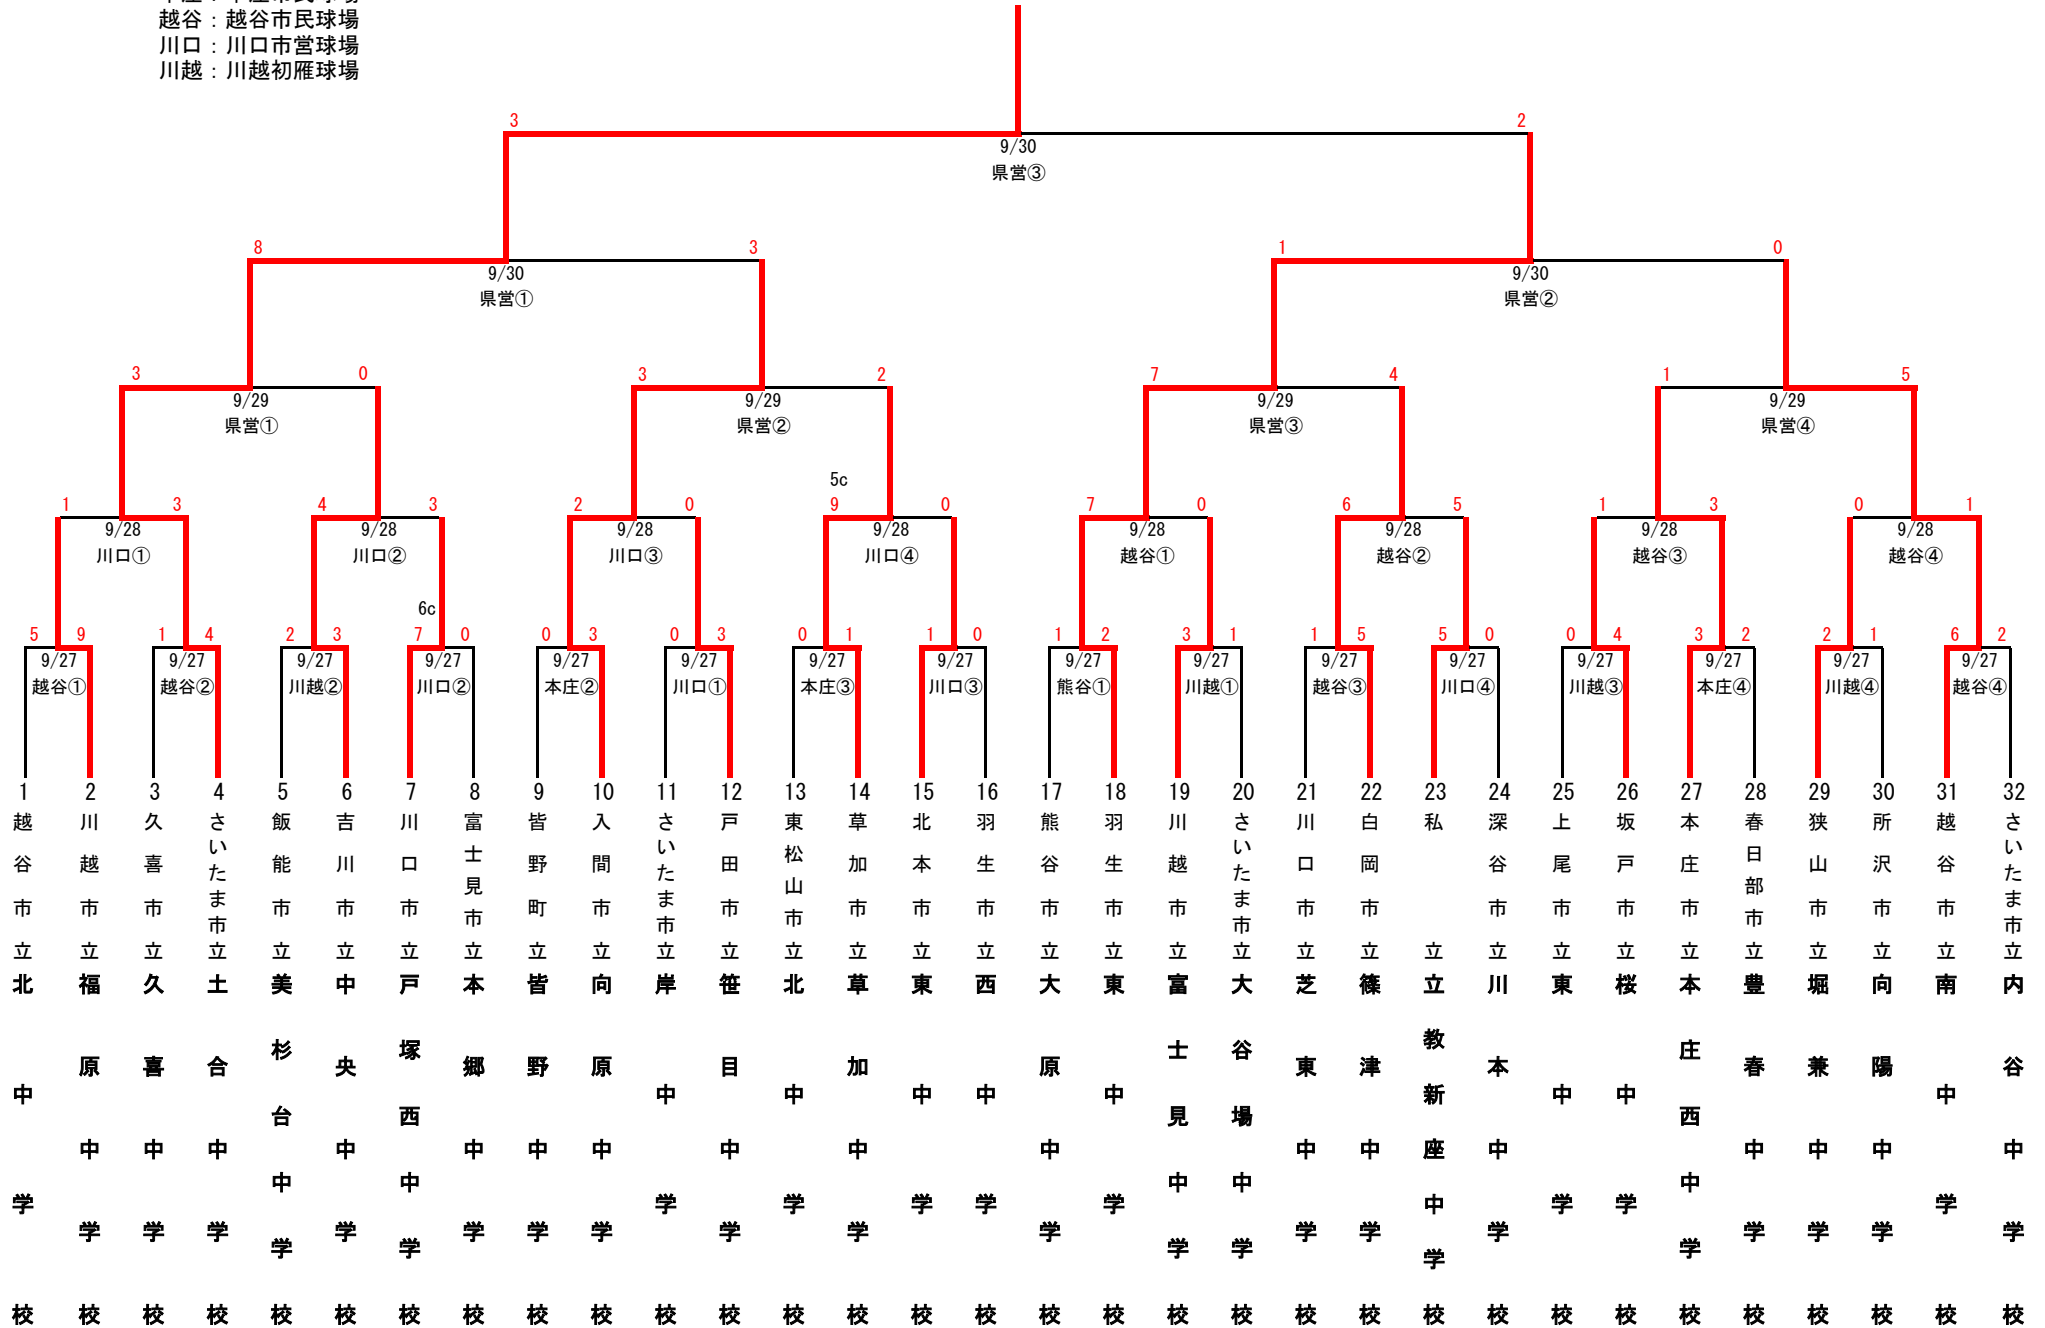 越谷：越谷市民球場
川口：川口市営球場
川越：川越初雁球場
3 2
9/30
県営③
8 3 1 0
9/30 9/30
県営① 県営②
3 0 3 2 7 4 1 5
9/29 9/29 9/29 9/29
県営① 県営② 県営③ 県営④
5c
1 3 4 3 2 0 9 0 7 0 6 5 1 3 0 1
9/28 9/28 9/28 9/28 9/28 9/28 9/28 9/28
川口① 川口② 川口③ 川口④ 越谷① 越谷② 越谷③ 越谷④
6c
5 9 1 4 2 3 7 0 0 3 0 3 0 1 1 0 1 2 3 1 1 5 5 0 0 4 3 2 2 1 6 2
9/27 9/27 9/27 9/27 9/27 9/27 9/27 9/27 9/27 9/27 9/27 9/27 9/27 9/27 9/27 9/27
越谷① 越谷② 川越② 川口② 本庄② 川口① 本庄③ 川口③ 熊谷① 川越① 越谷③ 川口④ 川越③ 本庄④ 川越④ 越谷④
1 越谷市立北中学校
2 川越市立福原中学校
3 久喜市立久喜中学校
4 さいたま市立土合中学校
5 飯能市立美杉台中学校
6 吉川市立中央中学校
7 川口市立戸塚西中学校
8 富士見市立本郷中学校
9 皆野町立皆野中学校
10 入間市立向原中学校
11 さいたま市立岸中学校
12 戸田市立笹目中学校
13 東松山市立北中学校
14 草加市立草加中学校
15 北本市立東中学校
16 羽生市立西中学校
17 熊谷市立大原中学校
18 羽生市立東中学校
19 川越市立富士見中学校
20 さいたま市立大谷場中学校
21 川口市立芝東中学校
22 白岡市立篠津中学校
23 私立立教新座中学校
24 深谷市立川本中学校
25 上尾市立東中学校
26 坂戸市立桜中学校
27 本庄市立本庄西中学校
28 春日部市立豊春中学校
29 狭山市立堀兼中学校
30 所沢市立向陽中学校
31 越谷市立南中学校
32 さいたま市立内谷中学校